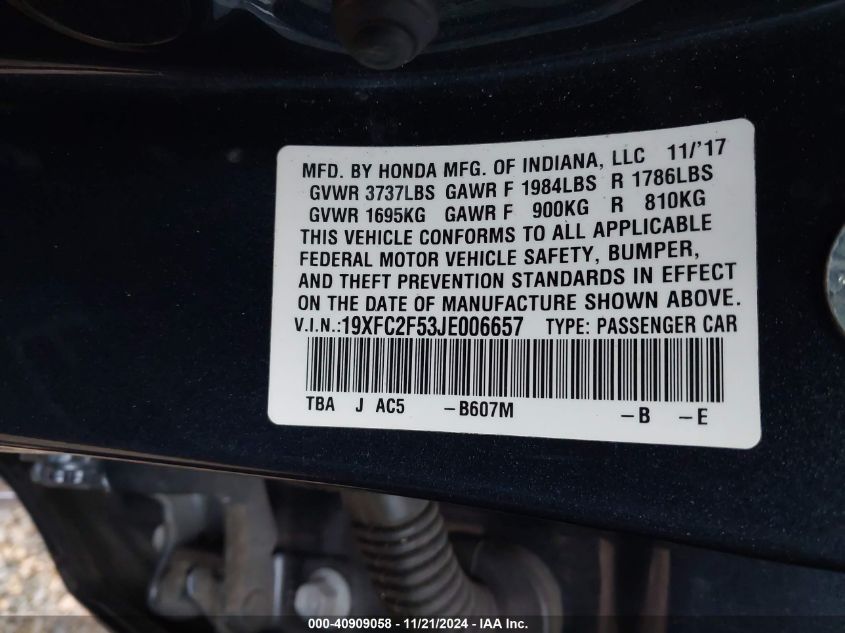 MFD. BY HONDA MFG. OF INDIANA, LLC 11/'17
GVWR 3737LBS GAWR F 1984LBS R 1786LBS
GVWR 1695KG GAWR F 900KG R 810KG
THIS VEHICLE CONFORMS TO ALL APPLICABLE
FEDERAL MOTOR VEHICLE SAFETY, BUMPER,
AND THEFT PREVENTION STANDARDS IN EFFECT
ON THE DATE OF MANUFACTURE SHOWN ABOVE.
V.I.N.:19XFC2F53JE006657 TYPE: PASSENGER CAR
TBA J AC5 -B607M -B -E
000-40909058 - 11/21/2024 - IAA Inc.